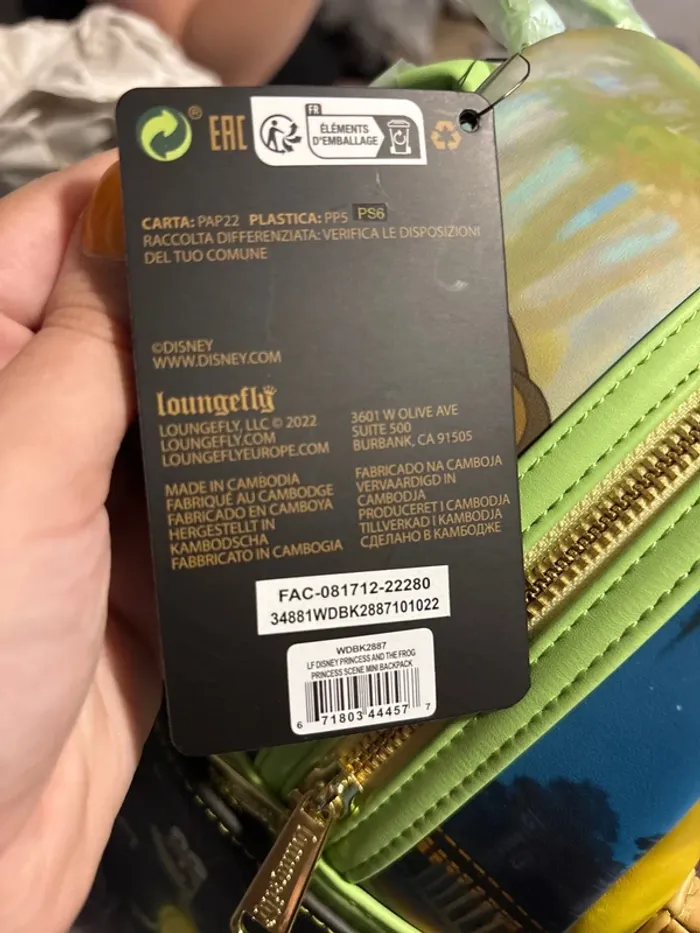 ® EAC
FR
ÉLÉMENTS
D'EMBALLAGE
CARTA: PAP22 PLASTICA: PP5 PS6
RACCOLTA DIFFERENZIATA: VERIFICA LE DISPOSIZIONI
DEL TUO COMUNE
©DISNEY
WWW.DISNEY.COM
loungefly
LOUNGEFLY, LLC © 2022
LOUNGEFLY.COM
LOUNGEFLYEUROPE.COM
3601 W OLIVE AVE
SUITE 500
BURBANK, CA 91505
MADE IN CAMBODIA
FABRIQUÉ AU CAMBODGE
FABRICADO EN CAMBOYA
HERGESTELLT IN
KAMBODSCHA
FABBRICATO IN CAMBOGIA
FABRICADO NA CAMBOJA
VERVAARDIGD IN
CAMBODJA
PRODUCERET I CAMBODJA
TILLVERKAD I KAMBODJA
СДЕЛАНО В КАМБОДЖЕ
FAC-081712-22280
34881WDBK2887101022
WDBK2887
LF DISNEY PRINCESS AND THE FROG
PRINCESS SCENE MINI BACKPACK
6 71803 44457 7
loungefly